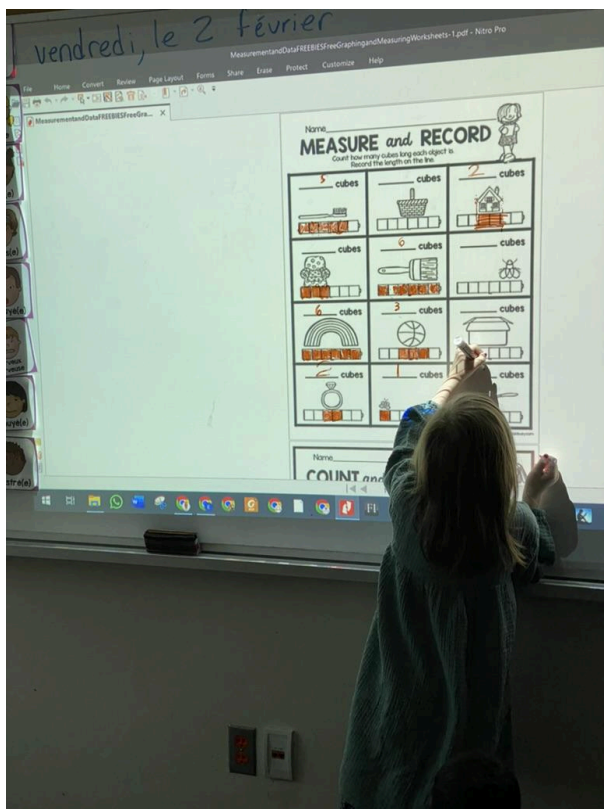 vendredi, le 2 février
MeasurementandDataFREEBIESFreeGraphingandMeasuringWorksheets-1.pdf - Nitro Pro
File Home Convert Review Page Layout Forms Share Erase Protect Customize Help
MeasurementandDataFREEBIESFreeGra... X
Name
MEASURE and RECORD
Count how many cubes long each object is.
Record the length on the line.
5 cubes cubes 2 cubes
cubes 6 cubes cubes
6 cubes 3 cubes cubes
2 cubes 1 cubes cubes
Name
COUNT and